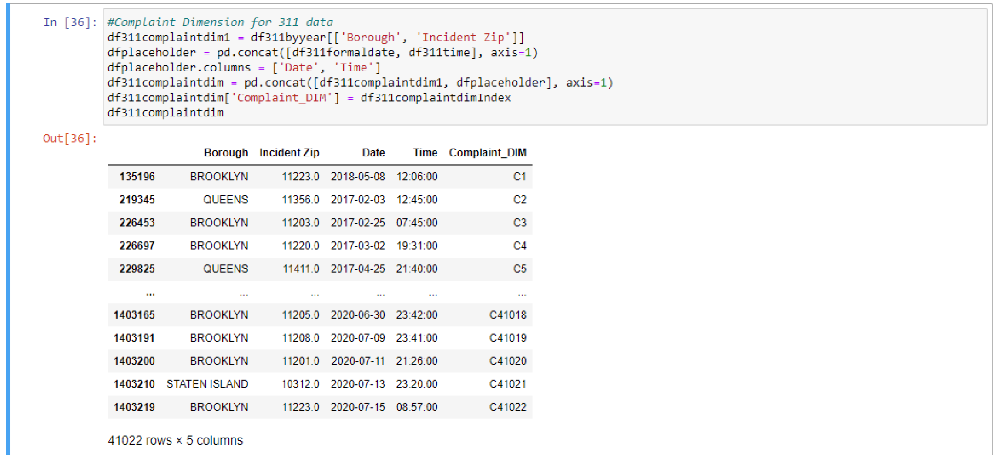 In [36]: #Complaint Dimension for 311 data
df311complaintdim1 = df311byyear[['Borough', 'Incident Zip']]
dfplaceholder = pd.concat([df311formaldate, df311time], axis=1)
dfplaceholder.columns = ['Date', 'Time']
df311complaintdim = pd.concat([df311complaintdim1, dfplaceholder], axis=1)
df311complaintdim['Complaint_DIM'] = df311complaintdimIndex
df311complaintdim
Out[36]:
Borough Incident Zip Date Time Complaint_DIM
135196 BROOKLYN 11223.0 2018-05-08 12:06:00 C1
219345 QUEENS 11356.0 2017-02-03 12:45:00 C2
226453 BROOKLYN 11203.0 2017-02-25 07:45:00 C3
226697 BROOKLYN 11220.0 2017-03-02 19:31:00 C4
229825 QUEENS 11411.0 2017-04-25 21:40:00 C5
... ... ... ... ... ...
1403165 BROOKLYN 11205.0 2020-06-30 23:42:00 C41018
1403191 BROOKLYN 11208.0 2020-07-09 23:41:00 C41019
1403200 BROOKLYN 11201.0 2020-07-11 21:26:00 C41020
1403210 STATEN ISLAND 10312.0 2020-07-13 23:20:00 C41021
1403219 BROOKLYN 11223.0 2020-07-15 08:57:00 C41022
41022 rows × 5 columns